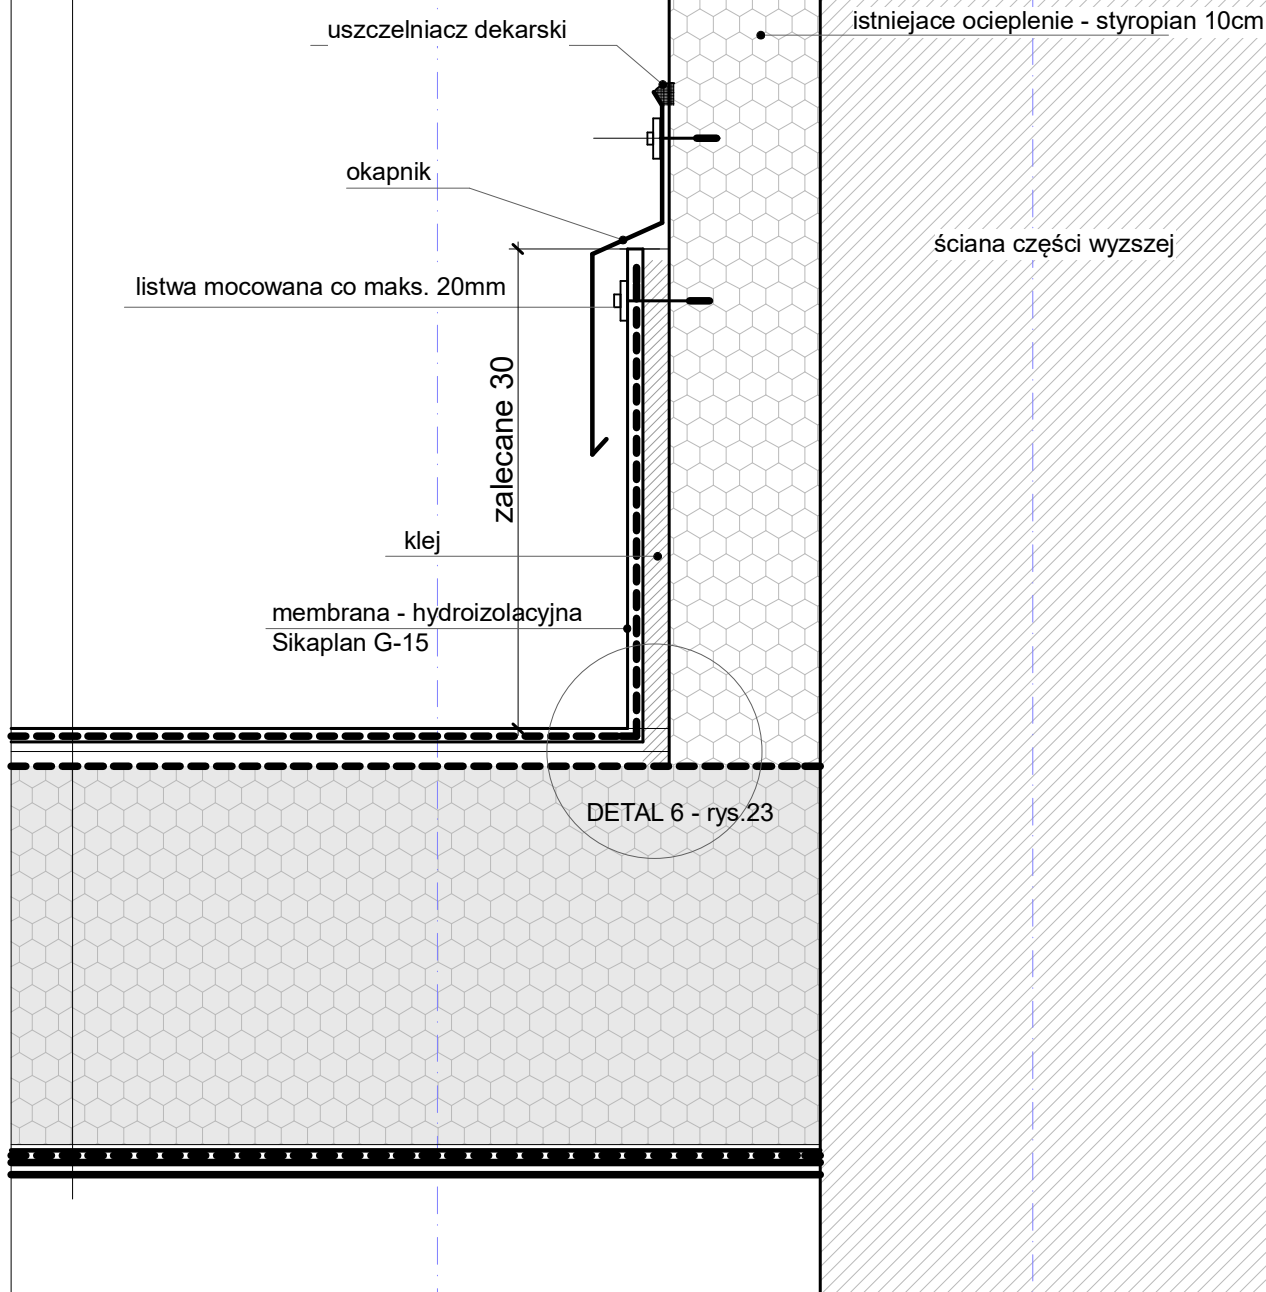 istniejace ocieplenie - styropian 10cm
uszczelniacz dekarski
okapnik
ściana części wyzszej
listwa mocowana co maks. 20mm
zalecane 30
klej
membrana - hydroizolacyjna
Sikaplan G-15
DETAL 6 - rys.23